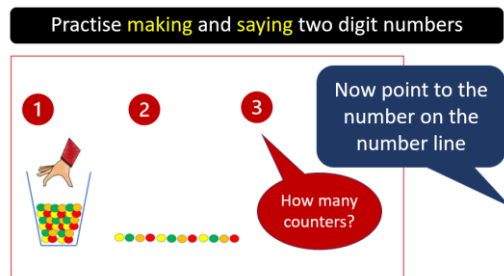 Practise making and saying two digit numbers
1
2
3
Now point to the
number on the
number line
How many
counters?